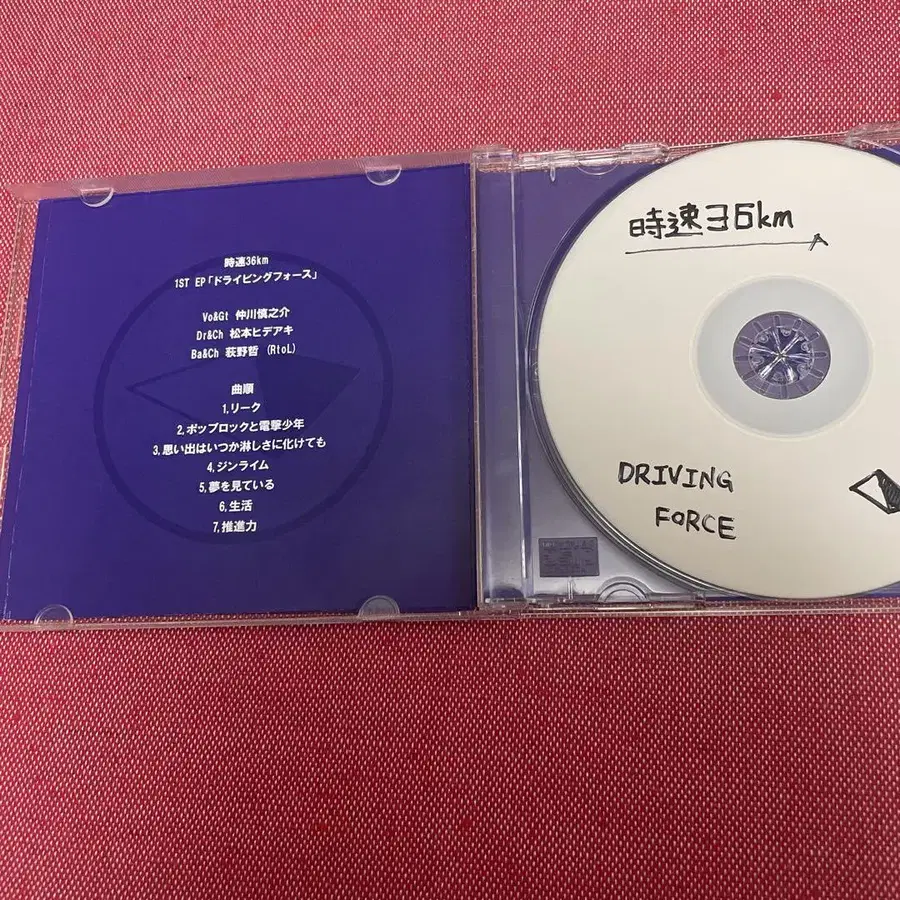 時速36km
1ST EP「ドライビングフォース」
Vo&Gt 仲川慎之介
Dr&Ch 松本ヒデアキ
Ba&Ch 荻野哲 (RtoL)
曲順
1,リーク
2,ポップロックと電撃少年
3,思い出はいつか淋しさに化けても
4,ジンライム
5,夢を見ている
6,生活
7,推進力
時速36km
DRIVING
FORCE